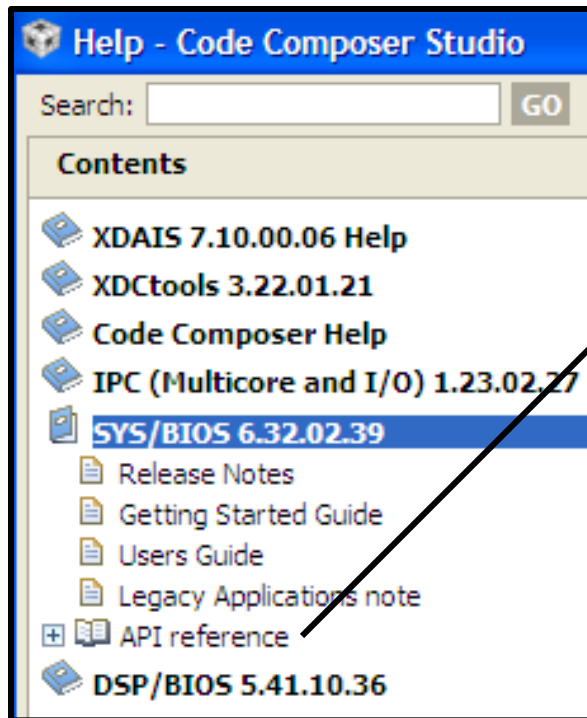 Help - Code Composer Studio
Search: GO
Contents
XDAIS 7.10.00.06 Help
XDCtools 3.22.01.21
Code Composer Help
IPC (Multicore and I/O) 1.23.02.27
SYS/BIOS 6.32.02.39
Release Notes
Getting Started Guide
Users Guide
Legacy Applications note
API reference
DSP/BIOS 5.41.10.36